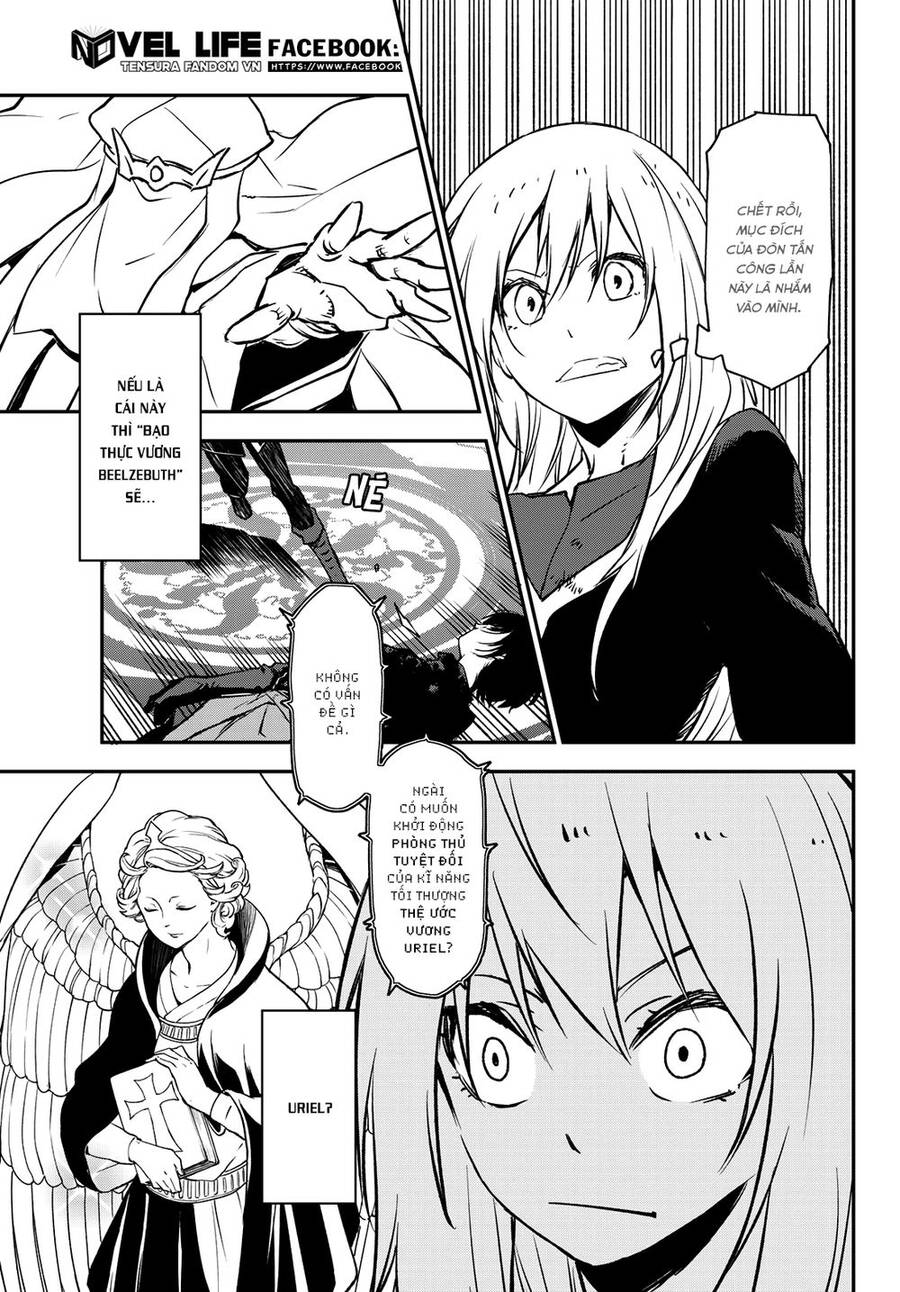 NOVEL LIFE FACEBOOK:
TENSURA FANDOM VN HTTPS://WWW.FACEBOOK
CHẾT RỒI,
MỤC ĐÍCH
CỦA ĐÒN TẤN
CÔNG LẦN
NÀY LÀ NHẮM
VÀO MÌNH.
NẾU LÀ
CÁI NÀY
THÌ “BẠO
THỰC VƯƠNG
BEELZEBUTH”
SẼ...
NÉ
KHÔNG
CÓ VẤN
ĐỀ GÌ
CẢ.
NGÀI
CÓ MUỐN
KHỞI ĐỘNG
PHÒNG THỦ
TUYỆT ĐỐI
CỦA KĨ NĂNG
TỐI THƯỢNG
THỆ ƯỚC
VƯƠNG
URIEL?
URIEL?